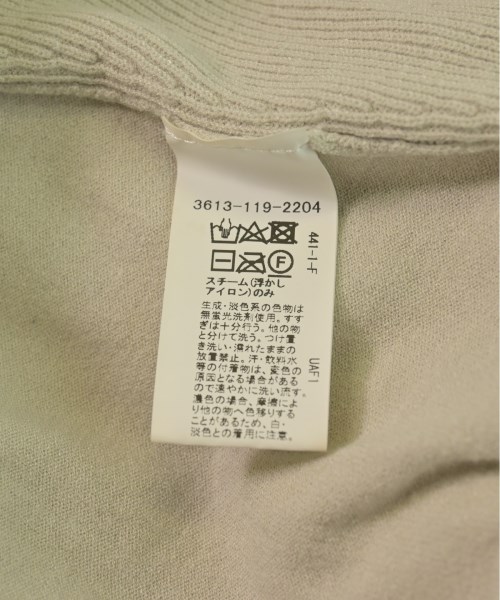 3613-119-2204
441-1-F
F
スチーム(浮かし
アイロン)のみ
生成・淡色系の色物は
無蛍光洗剤使用。すす
ぎは十分行う。他の物
と分けて洗う。つけ置
き洗い・濡れたままの
放置禁止。汗・飲料水
等の付着物は、変色の
原因となる場合がある
ので速やかに洗い流す。
濃色の場合、摩擦によ
り他の物へ色移りする
ことがあるため、白・
淡色との着用に注意。
UAF1